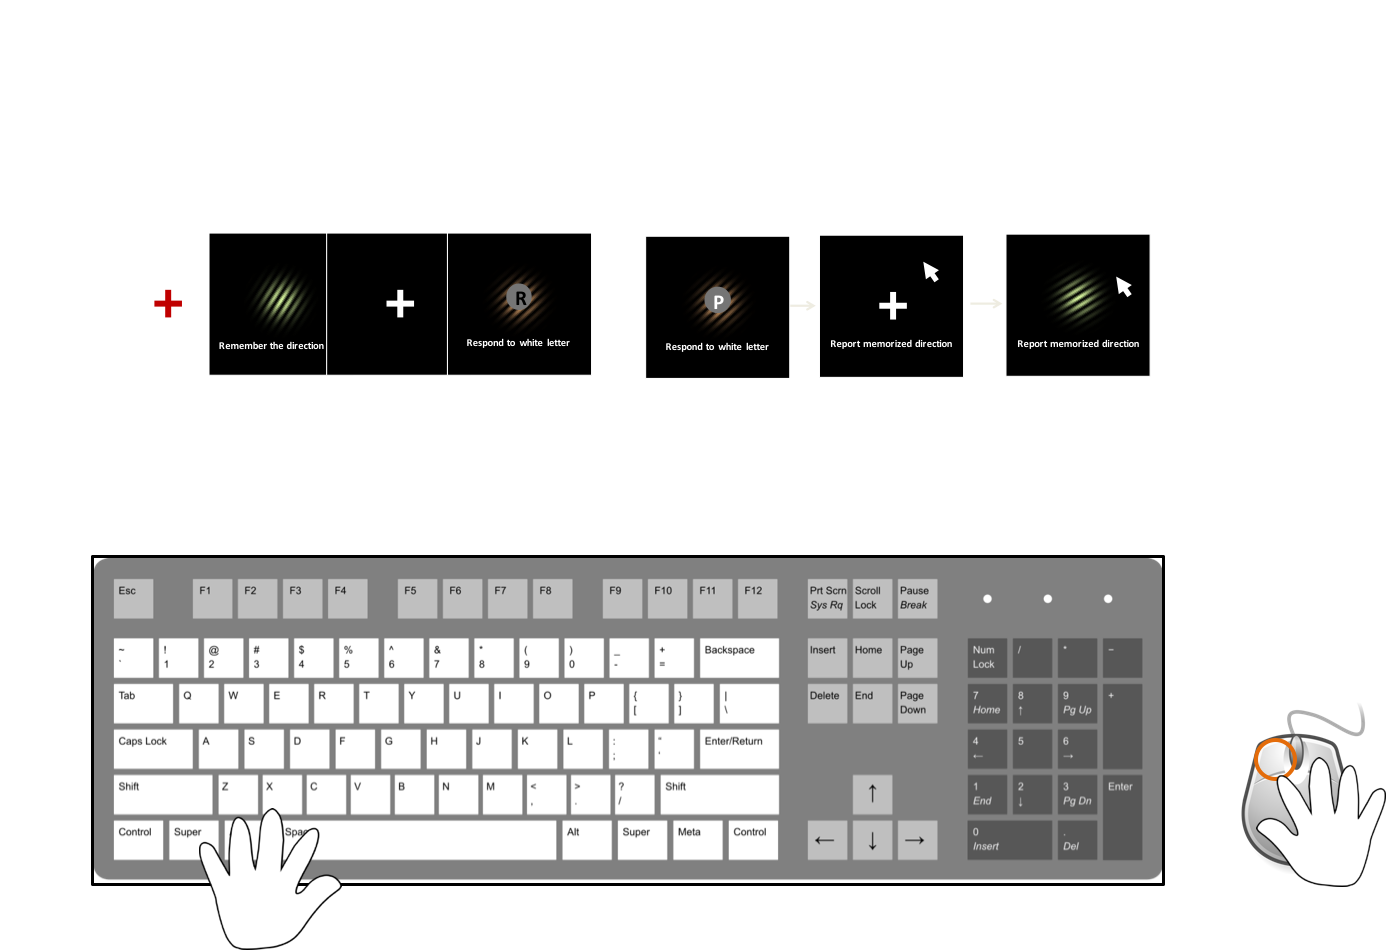 Remember the direction
R
Respond to white letter
P
Respond to white letter
Report memorized direction
Report memorized direction
Esc F1 F2 F3 F4 F5 F6 F7 F8 F9 F10 F11 F12 Prt Scrn Scroll Pause
Sys Rq Lock Break
~ ! @ # $ % ^ & * ( ) _ + Backspace Insert Home Page Num / * −
` 1 2 3 4 5 6 7 8 9 0 - = Up Lock
Tab Q W E R T Y U I O P { } | Delete End Page 7 8 9 +
[ ] \ Down Home ↑ Pg Up
Caps Lock A S D F G H J K L : " Enter/Return 4 5 6
; ' ← →
Shift Z X C V B N M < > ? Shift ↑ 1 2 3 Enter
, . / End ↓ Pg Dn
Control Super Alt Super Meta Control ← ↓ → 0 .
Insert Del